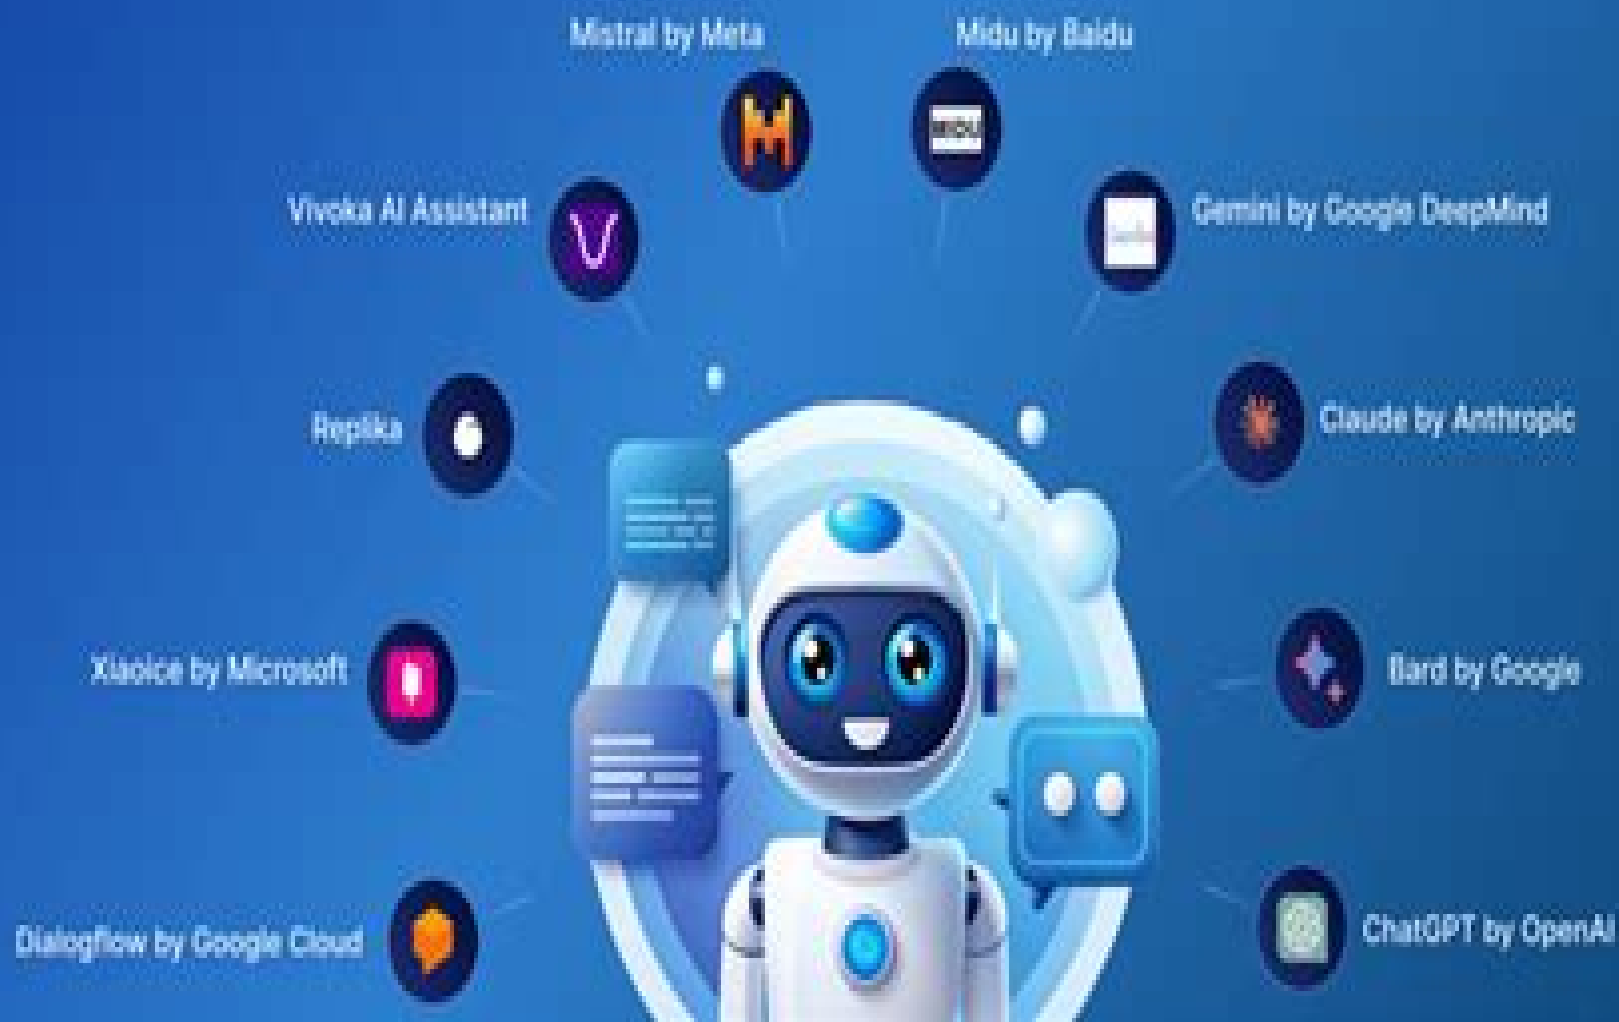 Mistral by Meta
Midu by Baidu
Vivoka AI Assistant
Gemini by Google DeepMind
Replika
Claude by Anthropic
Xiaoice by Microsoft
Bard by Google
Dialogflow by Google Cloud
ChatGPT by OpenAI